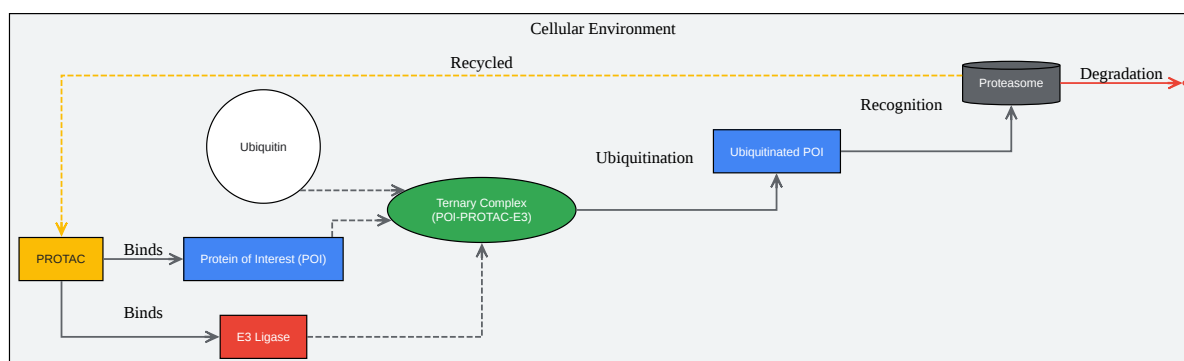 Cellular Environment
Recycled
Proteasome
Degradation
Recognition
Ubiquitin
Ubiquitination
Ubiquitinated POI
Ternary Complex
(POI-PROTAC-E3)
PROTAC
Binds
Protein of Interest (POI)
Binds
E3 Ligase